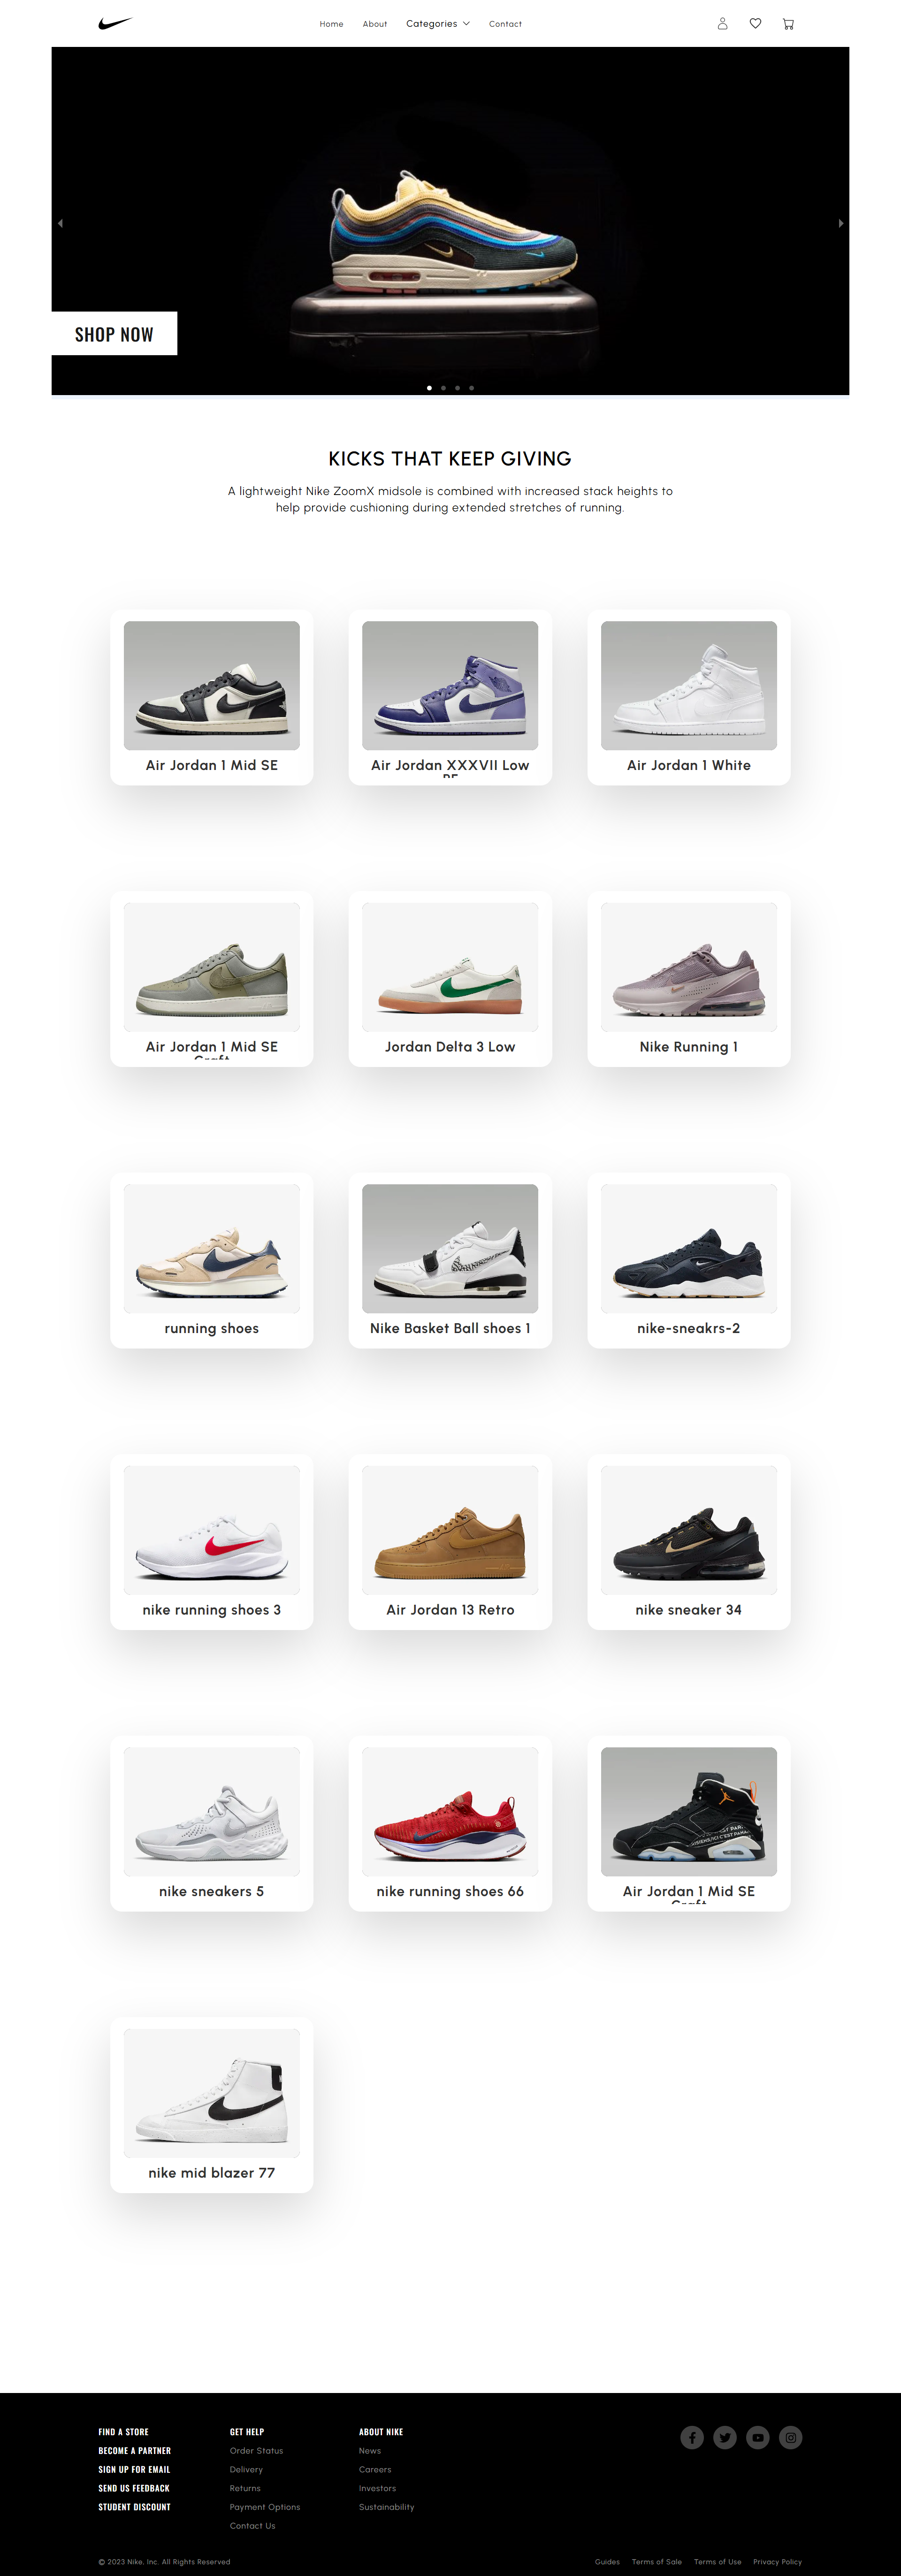 Home About Categories Contact
SHOP NOW
KICKS THAT KEEP GIVING
A lightweight Nike ZoomX midsole is combined with increased stack heights to
help provide cushioning during extended stretches of running.
Air Jordan 1 Mid SE
Air Jordan XXXVII Low
Air Jordan 1 White
Air Jordan 1 Mid SE
Craft
Jordan Delta 3 Low
Nike Running 1
running shoes
Nike Basket Ball shoes 1
nike-sneakrs-2
nike running shoes 3
Air Jordan 13 Retro
nike sneaker 34
nike sneakers 5
nike running shoes 66
Air Jordan 1 Mid SE
Craft
nike mid blazer 77
FIND A STORE
BECOME A PARTNER
SIGN UP FOR EMAIL
SEND US FEEDBACK
STUDENT DISCOUNT
GET HELP
Order Status
Delivery
Returns
Payment Options
Contact Us
ABOUT NIKE
News
Careers
Investors
Sustainability
© 2023 Nike, Inc. All Rights Reserved
Guides Terms of Sale Terms of Use Privacy Policy